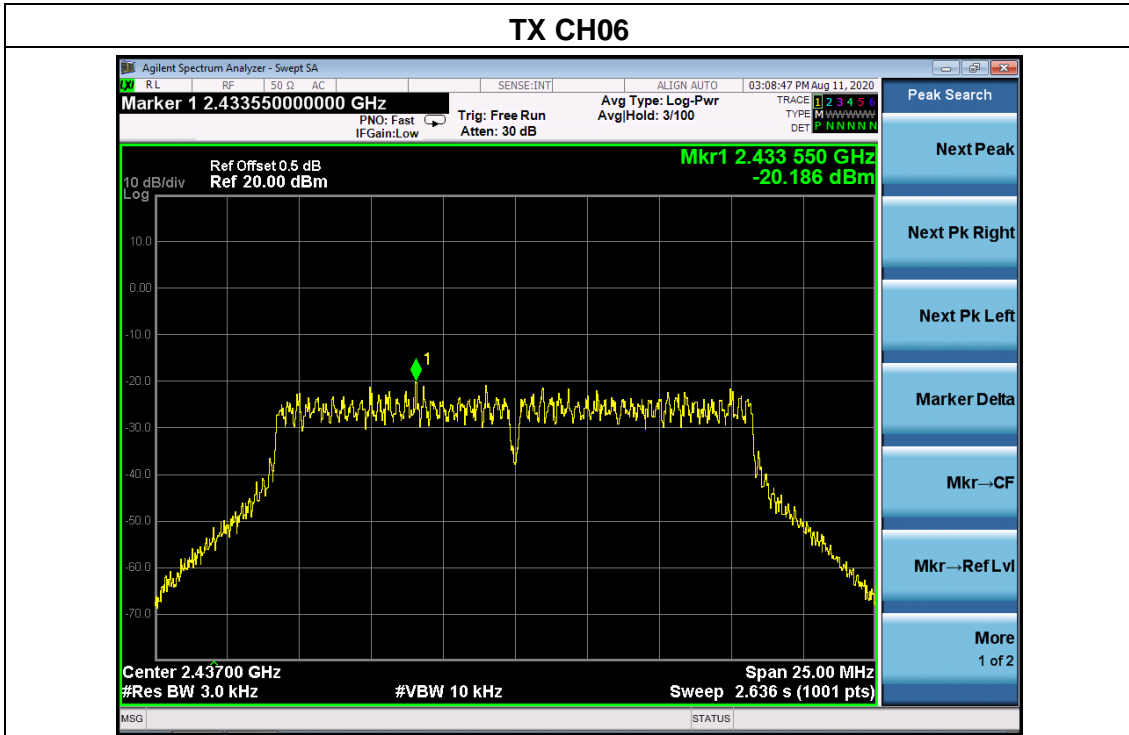 TX CH06
Agilent Spectrum Analyzer - Swept SA
LXI RL RF 50 Ω AC SENSE:INT ALIGN AUTO 03:08:47 PM Aug 11, 2020
Marker 1 2.433550000000 GHz
PNO: Fast
IFGain:Low
Trig: Free Run
Atten: 30 dB
Avg Type: Log-Pwr
Avg|Hold: 3/100
TRACE 1 2 3 4 5 6
TYPE M WWWWW
DET P N N N N N
Peak Search
Next Peak
Next Pk Right
Next Pk Left
Marker Delta
Mkr→CF
Mkr→Ref Lvl
More
1 of 2
Mkr1 2.433 550 GHz
-20.186 dBm
Ref Offset 0.5 dB
10 dB/div Ref 20.00 dBm
Log
10.0
0.00
-10.0
1
-20.0
-30.0
-40.0
-50.0
-60.0
-70.0
Center 2.43700 GHz Span 25.00 MHz
#Res BW 3.0 kHz #VBW 10 kHz Sweep 2.636 s (1001 pts)
MSG STATUS